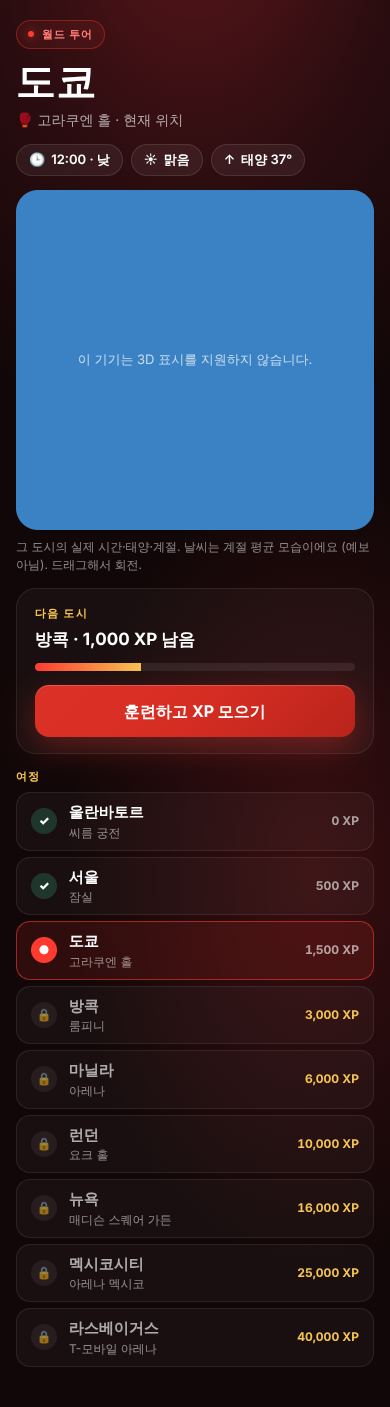 월드 투어
도쿄
고라쿠엔 홀 · 현재 위치
12:00 · 낮
맑음
↑ 태양 37°
이 기기는 3D 표시를 지원하지 않습니다.
그 도시의 실제 시간·태양·계절. 날씨는 계절 평균 모습이에요 (예보
아님). 드래그해서 회전.
다음 도시
방콕 · 1,000 XP 남음
훈련하고 XP 모으기
여정
울란바토르
씨름 궁전
0 XP
서울
잠실
500 XP
도쿄
고라쿠엔 홀
1,500 XP
방콕
룸피니
3,000 XP
마닐라
아레나
6,000 XP
런던
요크 홀
10,000 XP
뉴욕
매디슨 스퀘어 가든
16,000 XP
멕시코시티
아레나 멕시코
25,000 XP
라스베이거스
T-모바일 아레나
40,000 XP